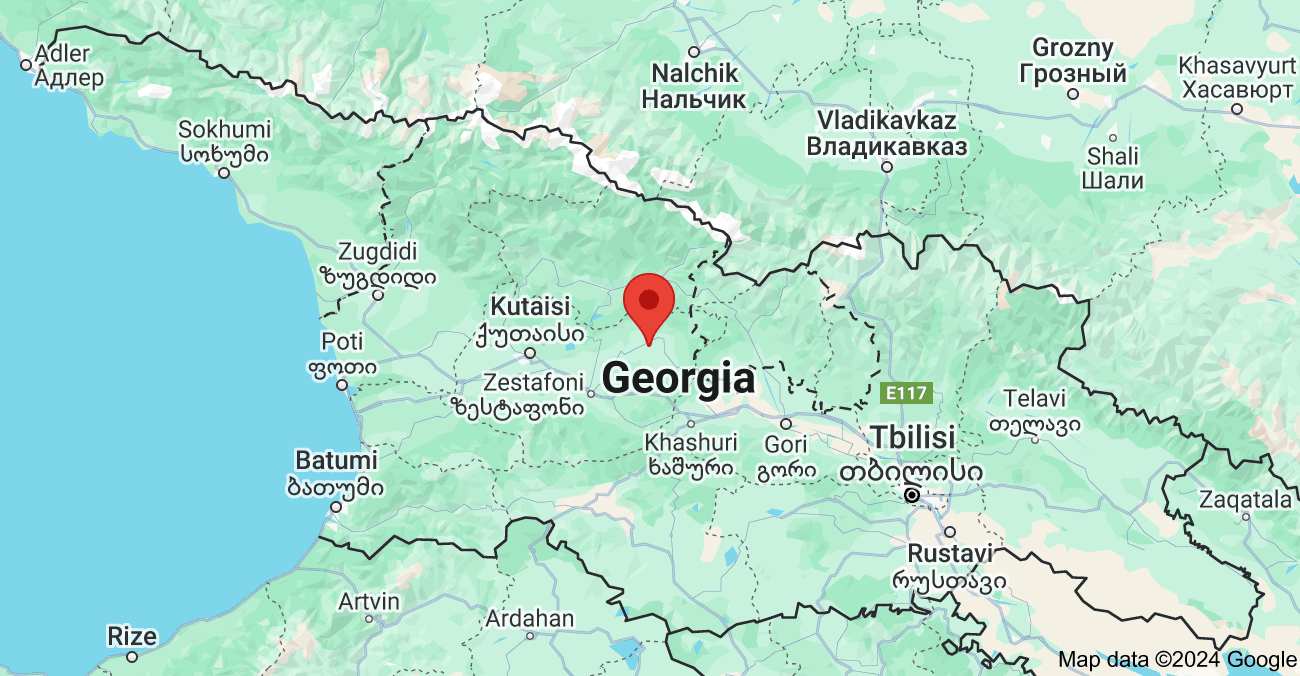 Adler
Адлер
Nalchik
Нальчик
Grozny
Грозный
Khasavyurt
Хасавюрт
Sokhumi
სოხუმი
Vladikavkaz
Владикавказ
Shali
Шали
Zugdidi
ზუგდიდი
Kutaisi
ქუთაისი
Poti
ფოთი
Zestafoni
ზესტაფონი
Georgia
E117
Telavi
თელავი
Khashuri
ხაშური
Gori
გორი
Tbilisi
თბილისი
Batumi
ბათუმი
Zaqatala
Rustavi
რუსთავი
Artvin
Ardahan
Rize
Map data ©2024 Google